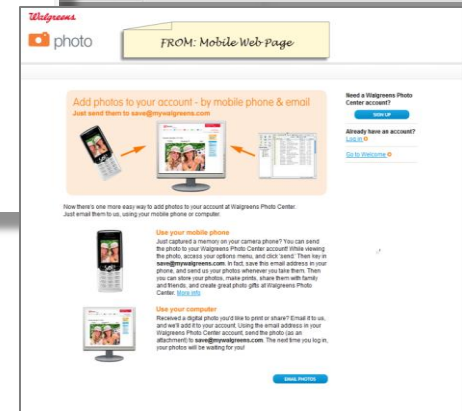 Walgreens
photo
FROM: Mobile Web Page
Add photos to your account - by mobile phone & email
Just send them to save@mywalgreens.com
Need a Walgreens Photo
Center account?
SIGN UP
Already have an account?
Log in
Go to Welcome
Now there's one more easy way to add photos to your account at Walgreens Photo Center.
Just email them to us, using your mobile phone or computer.
Use your mobile phone
Just captured a memory on your camera phone? You can send
the photo to your Walgreens Photo Center account! While viewing
the photo, access your options menu, and click 'send.' Then key in
save@mywalgreens.com. In fact, save this email address in your
phone, and send us your photos whenever you take them. Then
you can store your photos, make prints, share them with family
and friends, and create great photo gifts at Walgreens Photo
Center. More info
Use your computer
Received a digital photo you'd like to print or share? Email it to us,
and we'll add it to your account. Using the email address in your
Walgreens Photo Center account, send the photo (as an
attachment) to save@mywalgreens.com. The next time you log in,
your photos will be waiting for you!
EMAIL PHOTOS